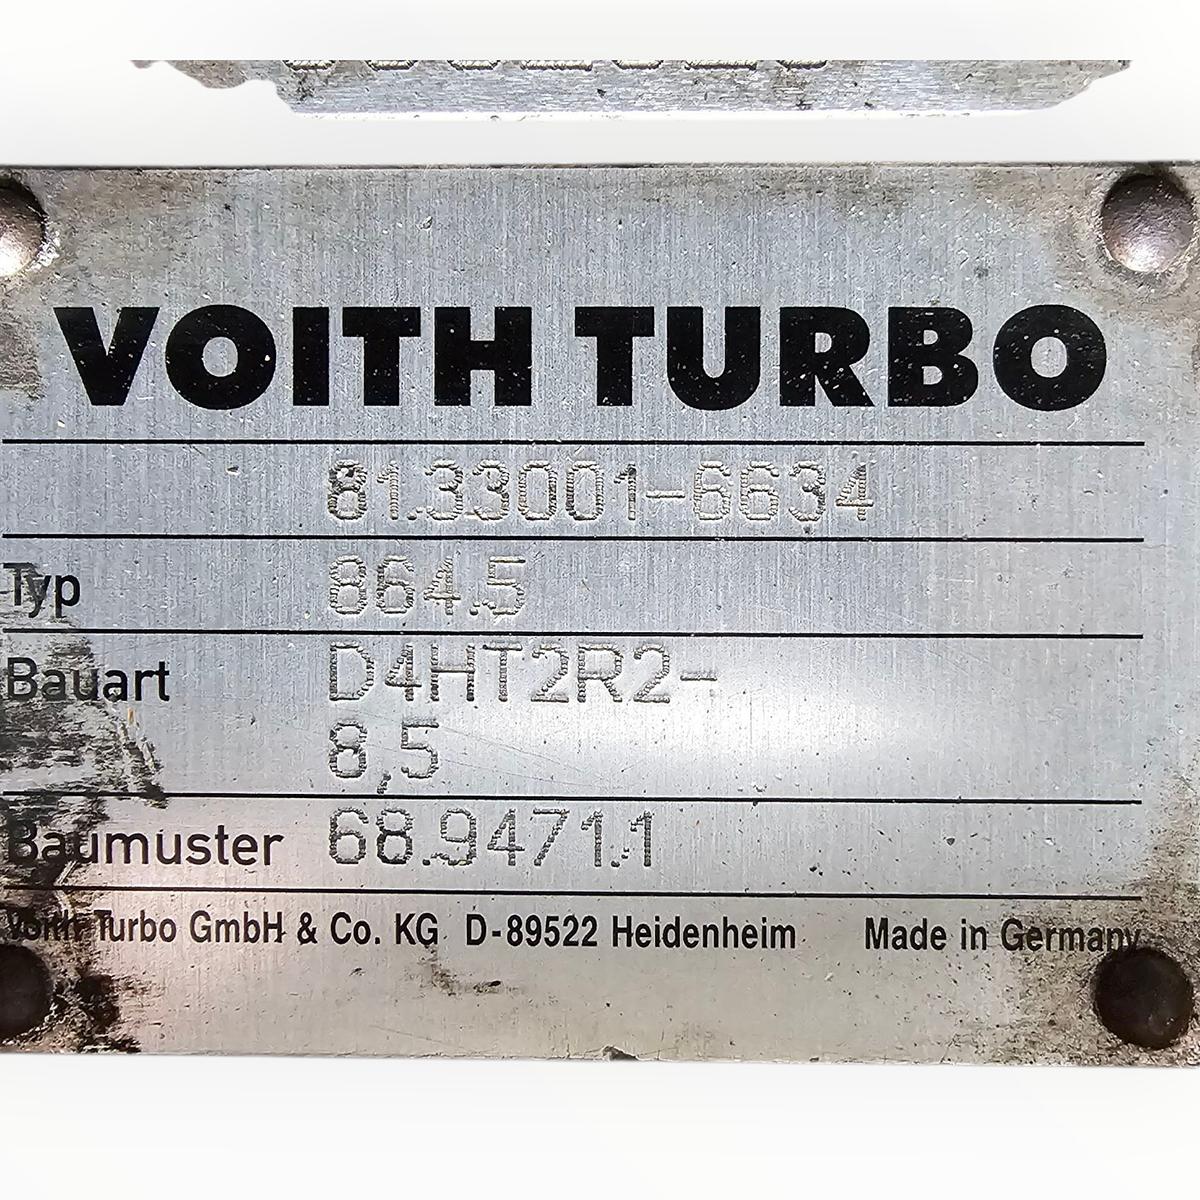 VOITH TURBO
81.33001-6634
Typ 864.5
Bauart D4HT2R2-
8,5
Baumuster 68.9471.1
Voith Turbo GmbH & Co. KG D-89522 Heidenheim Made in Germany